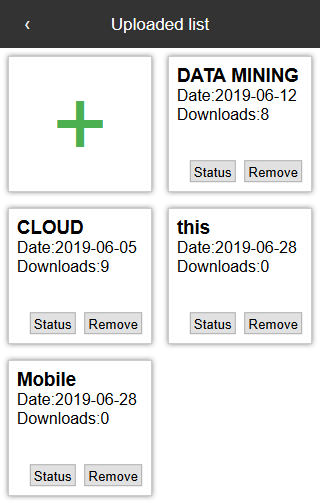 ‹ Uploaded list
+
DATA MINING
Date:2019-06-12
Downloads:8
Status Remove
CLOUD
Date:2019-06-05
Downloads:9
Status Remove
this
Date:2019-06-28
Downloads:0
Status Remove
Mobile
Date:2019-06-28
Downloads:0
Status Remove